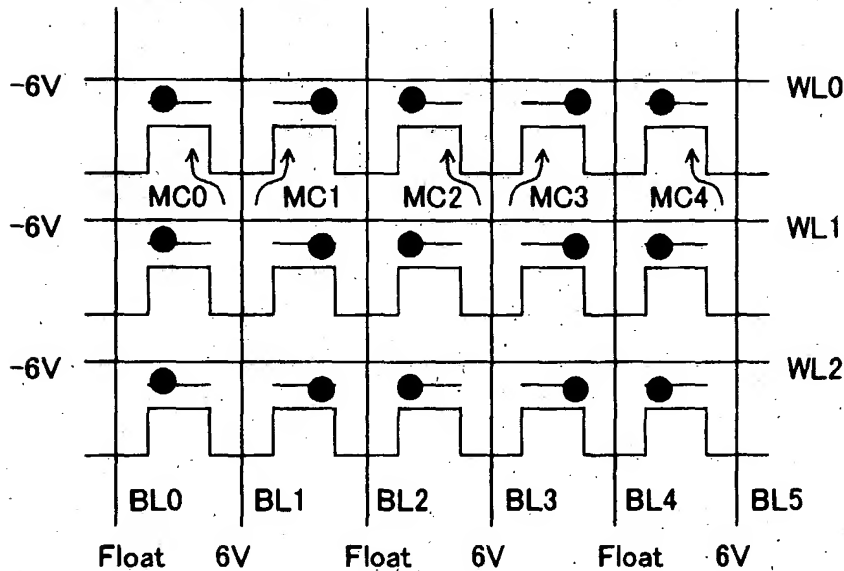 -6V WL0
MC0 MC1 MC2 MC3 MC4
-6V WL1
-6V WL2
BL0 BL1 BL2 BL3 BL4 BL5
Float 6V Float 6V Float 6V